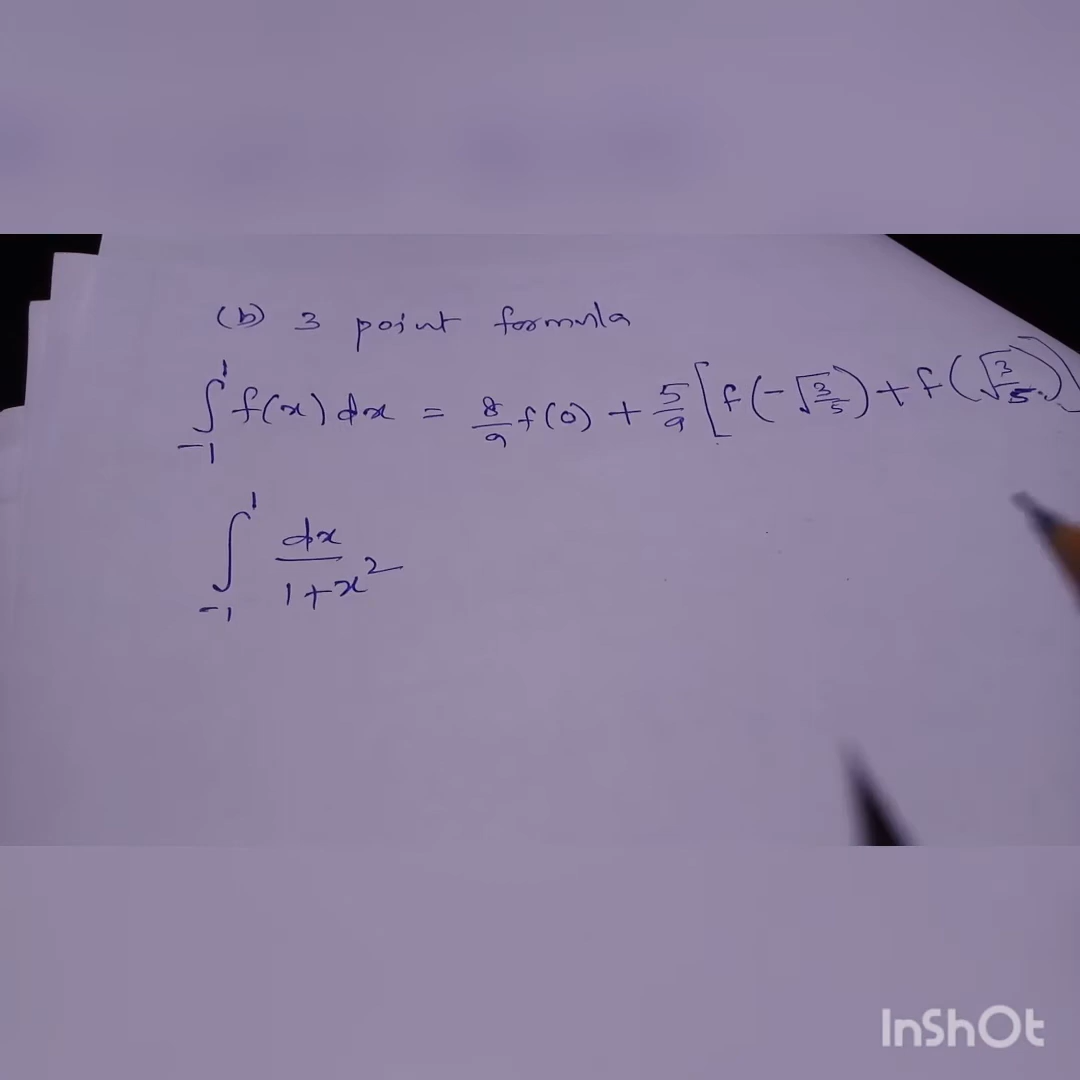 (b) 3 point formula
∫₋₁¹ f(x) dx = 8/9 f(0) + 5/9 [f(-√(3/5)) + f(√(3/5))]
∫₋₁¹ dx/(1+x²)
InShOt